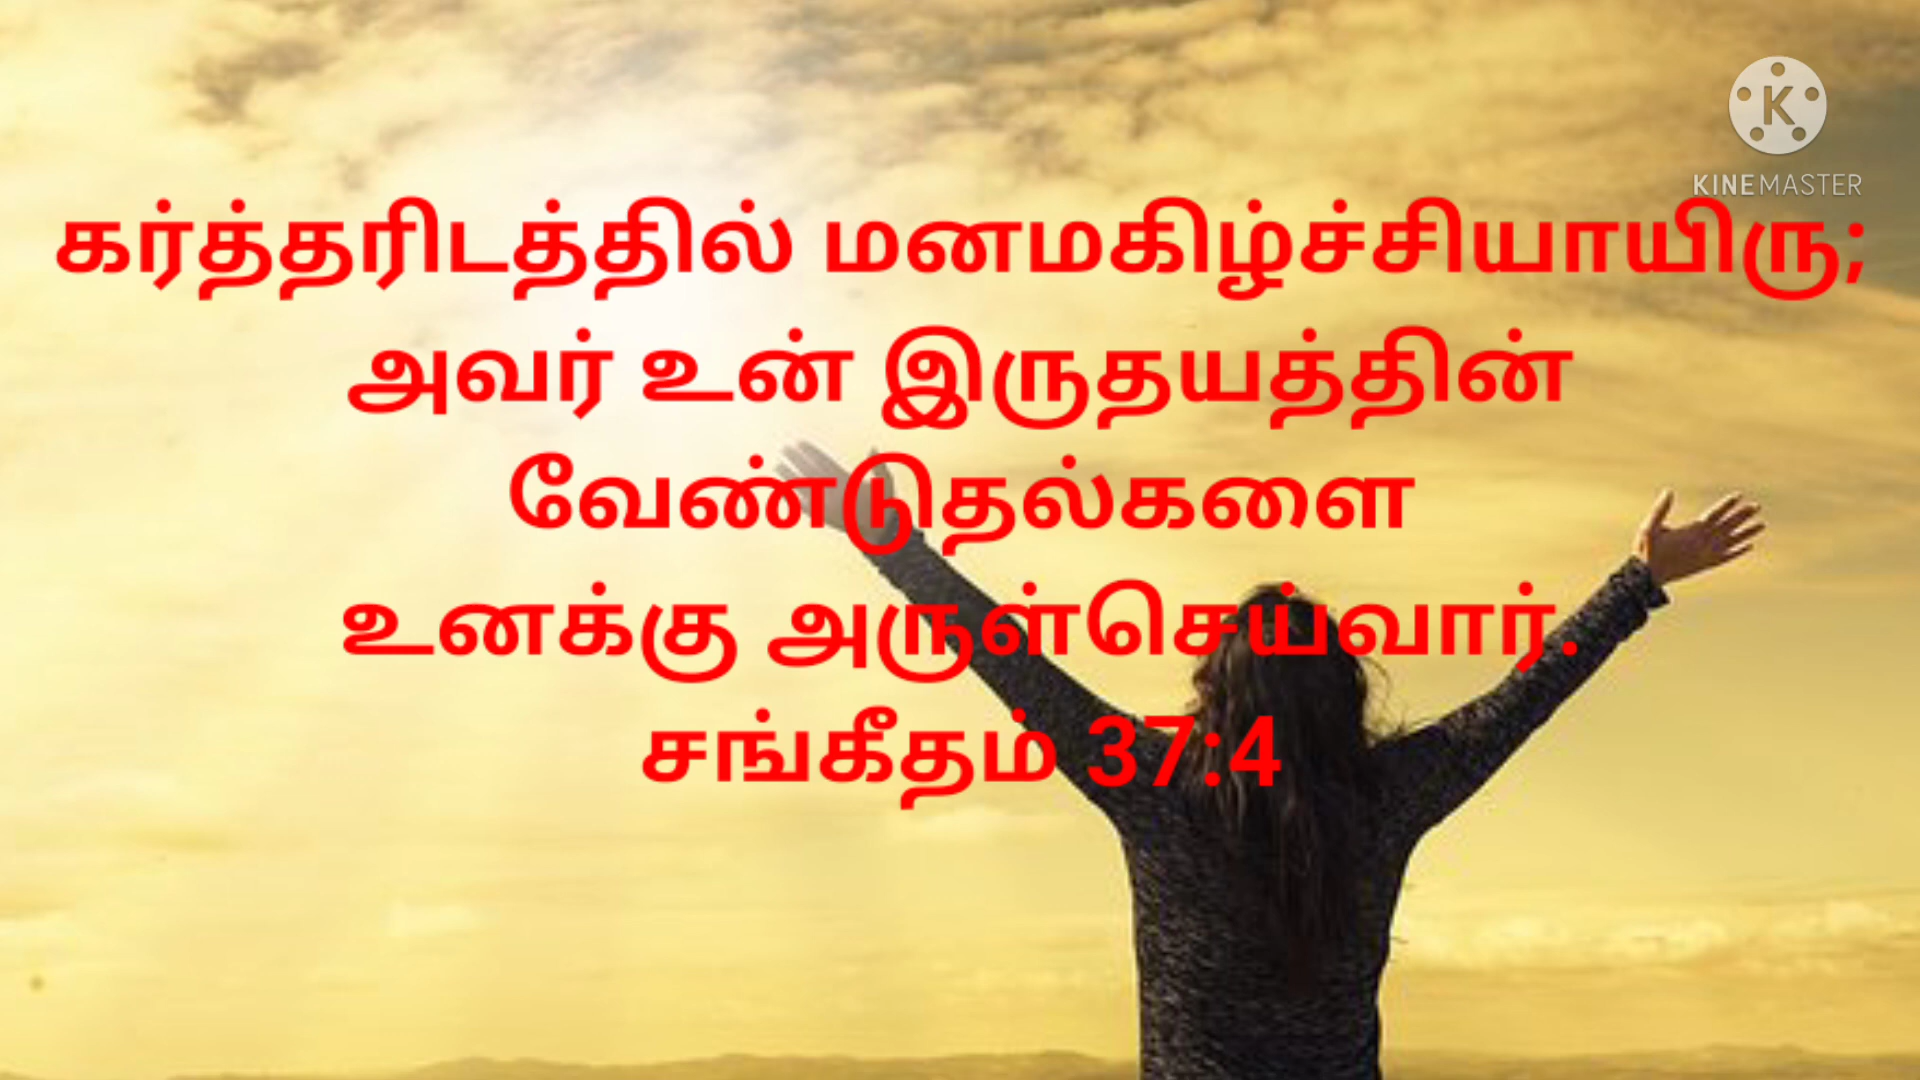 KINEMASTER
கர்த்தரிடத்தில் மனமகிழ்ச்சியாயிரு;
அவர் உன் இருதயத்தின்
வேண்டுதல்களை
உனக்கு அருள்செய்வார்.
சங்கீதம் 37:4